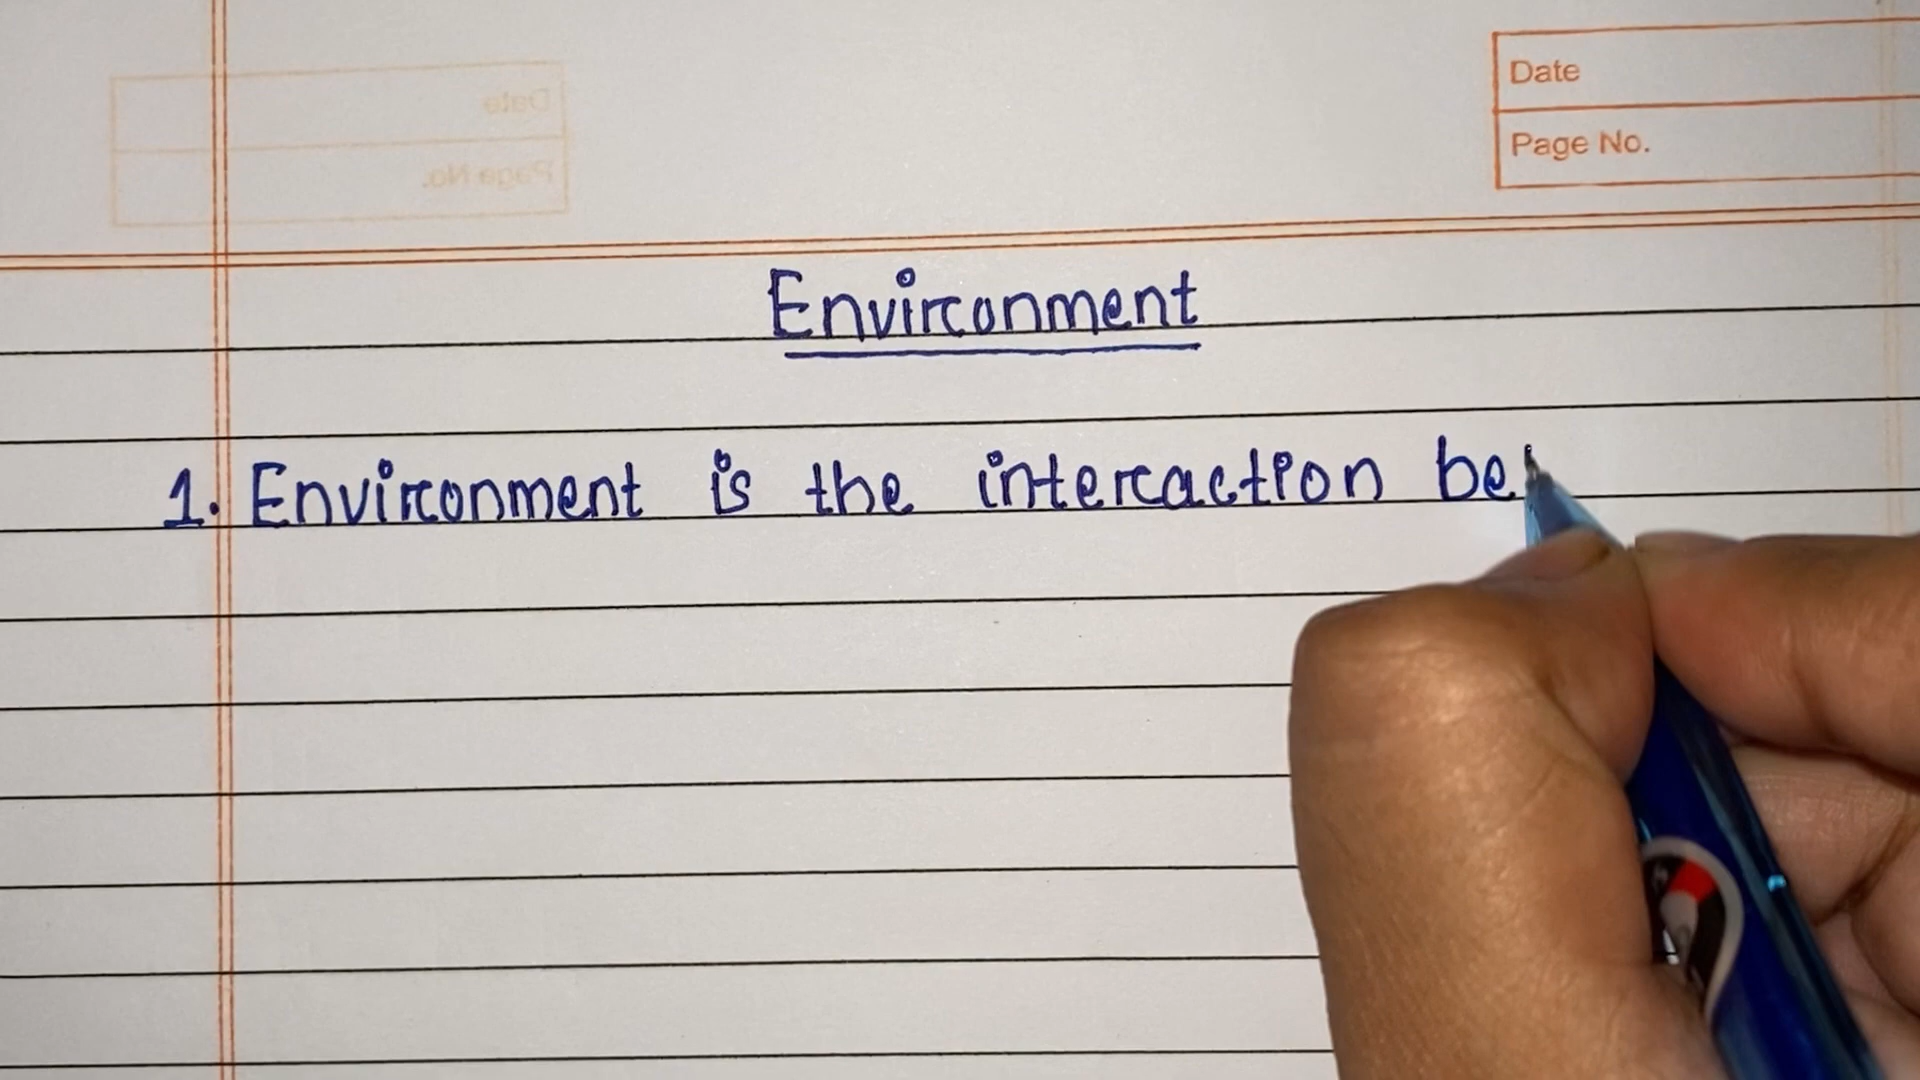 Date
Page No.
Environment
1. Environment is the interaction be